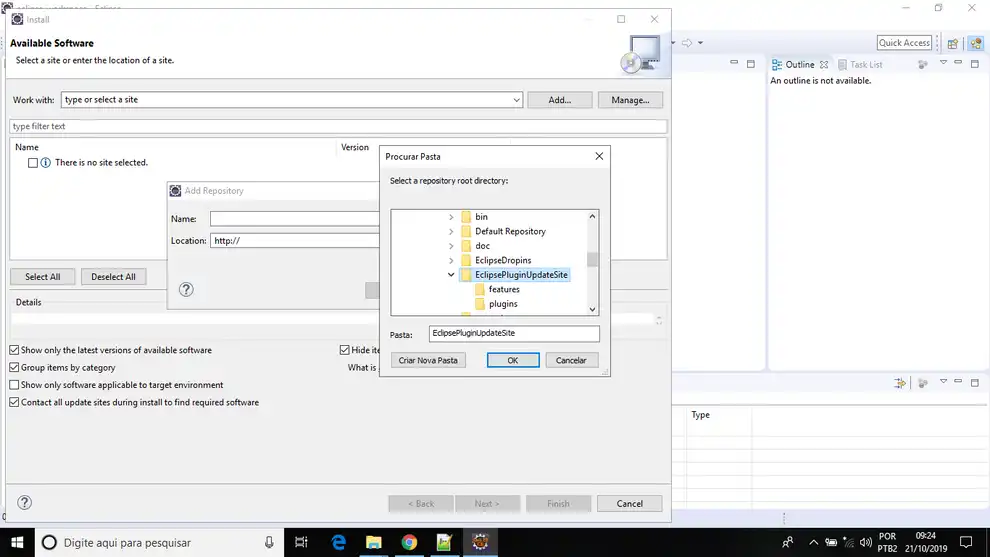 Install
Available Software
Select a site or enter the location of a site.
Work with:
type or select a site
Add...
Manage...
type filter text
Name
Version
There is no site selected.
Add Repository
Name:
Location:
http://
Select All
Deselect All
Details
Show only the latest versions of available software
Group items by category
Show only software applicable to target environment
Contact all update sites during install to find required software
Hide ite
What is
< Back
Next >
Finish
Cancel
Procurar Pasta
Select a repository root directory:
bin
Default Repository
doc
EclipseDropins
EclipsePluginUpdateSite
features
plugins
Pasta:
EclipsePluginUpdateSite
Criar Nova Pasta
OK
Cancelar
Quick Access
Outline
Task List
An outline is not available.
Type
Digite aqui para pesquisar
POR
PTB2
09:24
21/10/2019